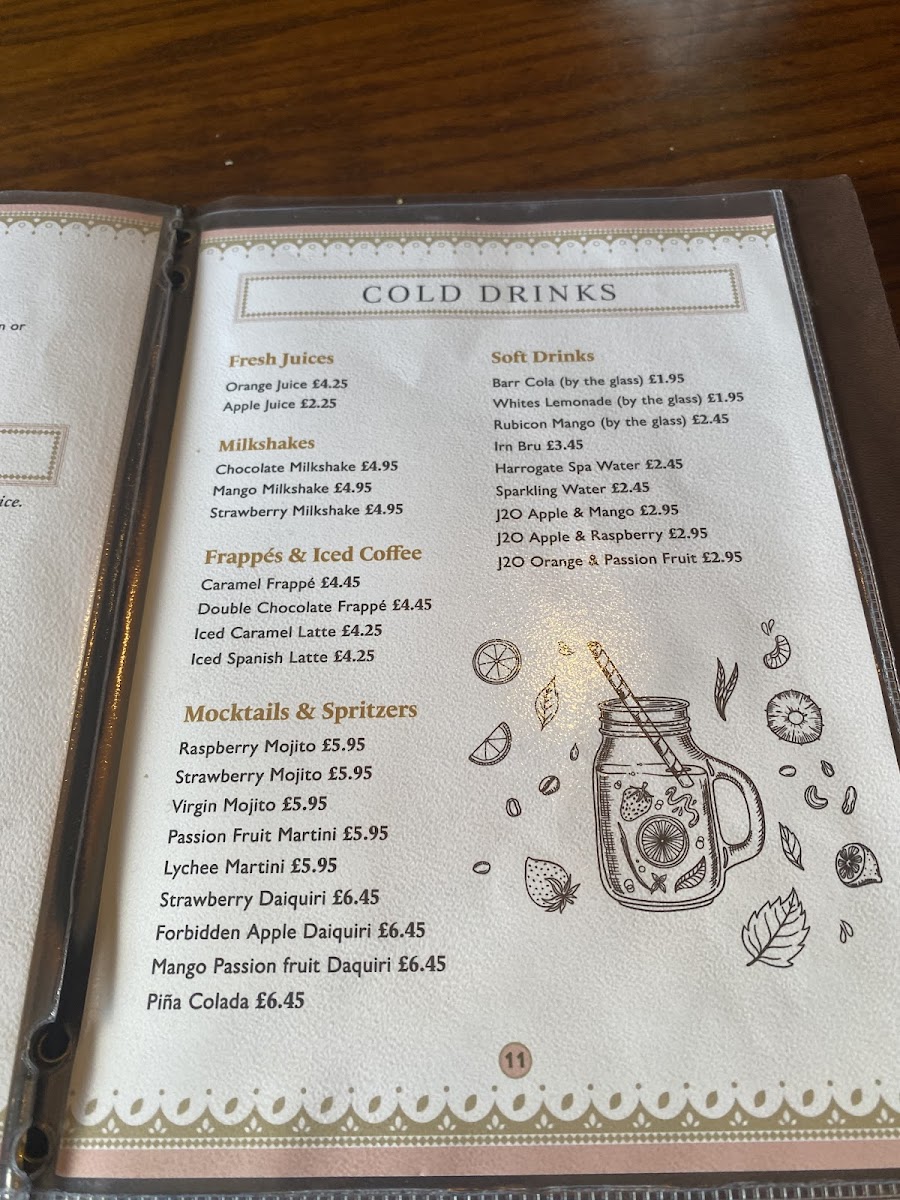 n or
ice.
COLD DRINKS
Fresh Juices
Orange Juice £4.25
Apple Juice £2.25
Milkshakes
Chocolate Milkshake £4.95
Mango Milkshake £4.95
Strawberry Milkshake £4.95
Frappés & Iced Coffee
Caramel Frappé £4.45
Double Chocolate Frappé £4.45
Iced Caramel Latte £4.25
Iced Spanish Latte £4.25
Mocktails & Spritzers
Raspberry Mojito £5.95
Strawberry Mojito £5.95
Virgin Mojito £5.95
Passion Fruit Martini £5.95
Lychee Martini £5.95
Strawberry Daiquiri £6.45
Forbidden Apple Daiquiri £6.45
Mango Passion fruit Daquiri £6.45
Piña Colada £6.45
Soft Drinks
Barr Cola (by the glass) £1.95
Whites Lemonade (by the glass) £1.95
Rubicon Mango (by the glass) £2.45
Irn Bru £3.45
Harrogate Spa Water £2.45
Sparkling Water £2.45
J2O Apple & Mango £2.95
J2O Apple & Raspberry £2.95
J2O Orange & Passion Fruit £2.95
11